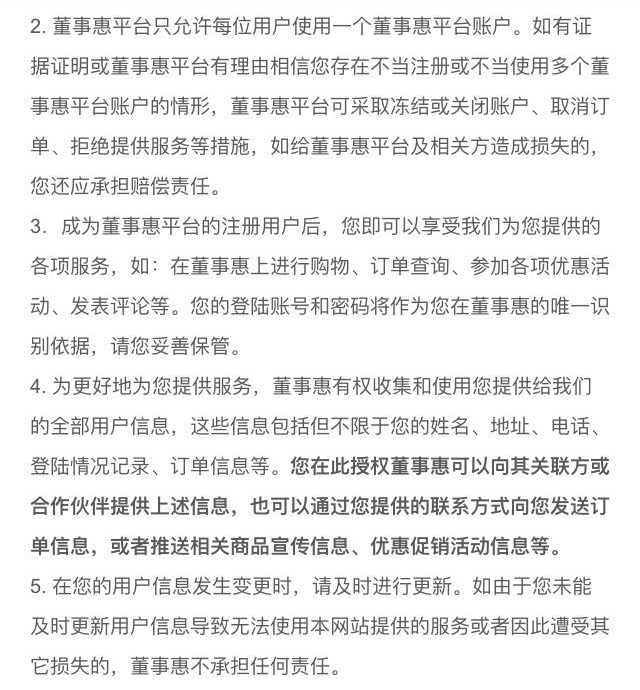 2. 董事惠平台只允许每位用户使用一个董事惠平台账户。如有证
据证明或董事惠平台有理由相信您存在不当注册或不当使用多个董
事惠平台账户的情形，董事惠平台可采取冻结或关闭账户、取消订
单、拒绝提供服务等措施，如给董事惠平台及相关方造成损失的，
您还应承担赔偿责任。
3．成为董事惠平台的注册用户后，您即可以享受我们为您提供的
各项服务，如：在董事惠上进行购物、订单查询、参加各项优惠活
动、发表评论等。您的登陆账号和密码将作为您在董事惠的唯一识
别依据，请您妥善保管。
4. 为更好地为您提供服务，董事惠有权收集和使用您提供给我们
的全部用户信息，这些信息包括但不限于您的姓名、地址、电话、
登陆情况记录、订单信息等。您在此授权董事惠可以向其关联方或
合作伙伴提供上述信息，也可以通过您提供的联系方式向您发送订
单信息，或者推送相关商品宣传信息、优惠促销活动信息等。
5. 在您的用户信息发生变更时，请及时进行更新。如由于您未能
及时更新用户信息导致无法使用本网站提供的服务或者因此遭受其
它损失的，董事惠不承担任何责任。